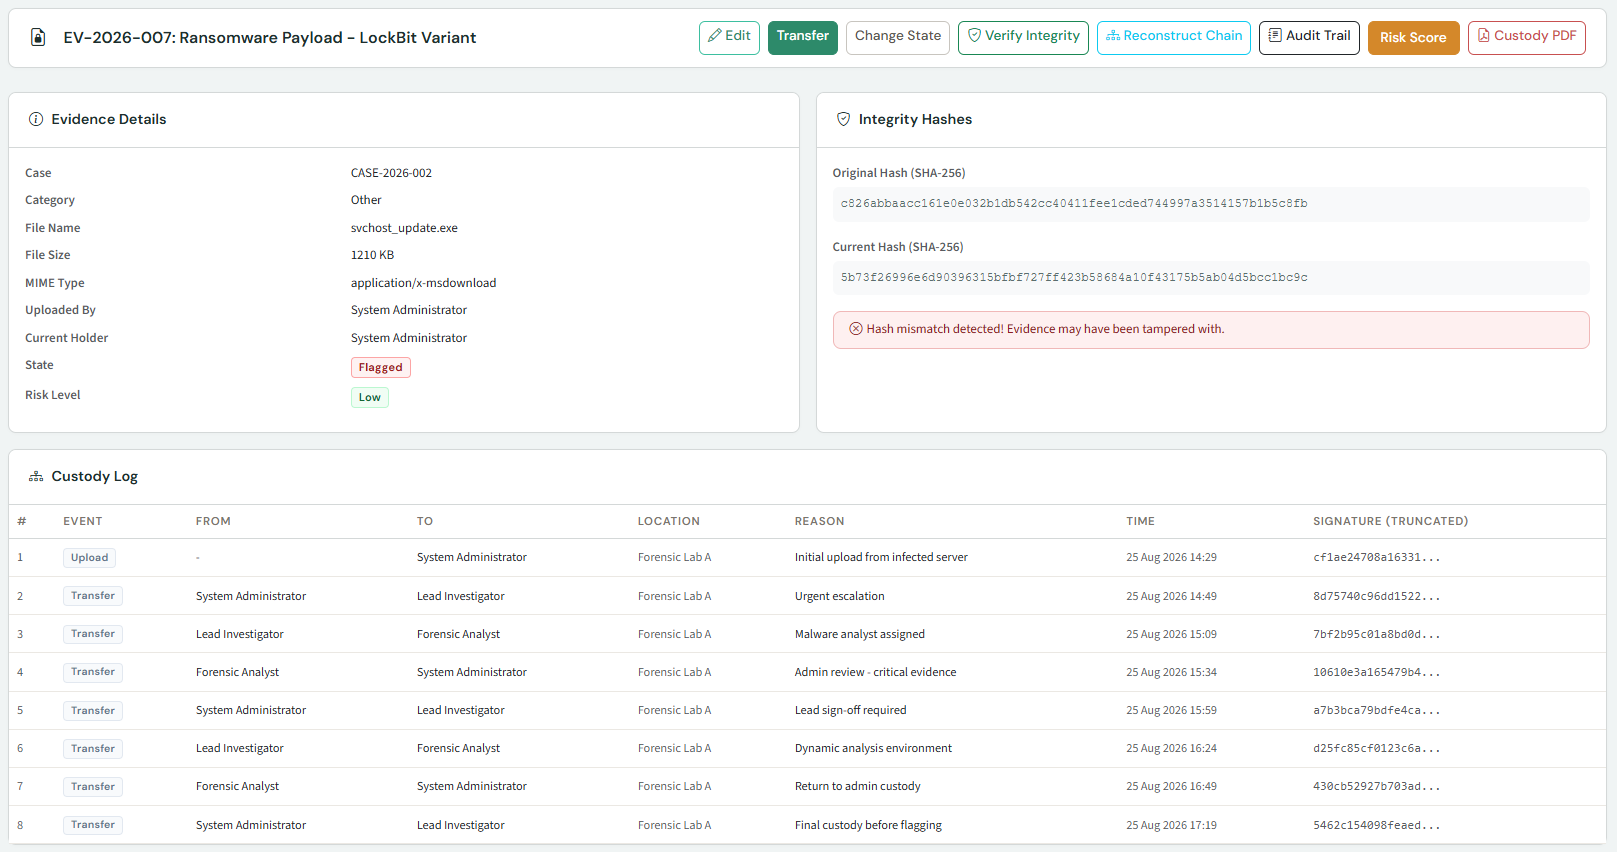 EV-2026-007: Ransomware Payload - LockBit Variant
Edit Transfer Change State Verify Integrity Reconstruct Chain Audit Trail Risk Score Custody PDF
Evidence Details
Case CASE-2026-002
Category Other
File Name svchost_update.exe
File Size 1210 KB
MIME Type application/x-msdownload
Uploaded By System Administrator
Current Holder System Administrator
State Flagged
Risk Level Low
Integrity Hashes
Original Hash (SHA-256)
c826abbaacc161e0e032b1db542cc40411fee1cded744997a3514157b1b5c8fb
Current Hash (SHA-256)
5b73f26996e6d90396315bfbf727ff423b58684a10f43175b5ab04d5bcc1bc9c
Hash mismatch detected! Evidence may have been tampered with.
Custody Log
# EVENT FROM TO LOCATION REASON TIME SIGNATURE (TRUNCATED)
1 Upload - System Administrator Forensic Lab A Initial upload from infected server 25 Aug 2026 14:29 cf1ae24708a16331...
2 Transfer System Administrator Lead Investigator Forensic Lab A Urgent escalation 25 Aug 2026 14:49 8d75740c96dd1522...
3 Transfer Lead Investigator Forensic Analyst Forensic Lab A Malware analyst assigned 25 Aug 2026 15:09 7bf2b95c01a8bd0d...
4 Transfer Forensic Analyst System Administrator Forensic Lab A Admin review - critical evidence 25 Aug 2026 15:34 10610e3a165479b4...
5 Transfer System Administrator Lead Investigator Forensic Lab A Lead sign-off required 25 Aug 2026 15:59 a7b3bca79bdfe4ca...
6 Transfer Lead Investigator Forensic Analyst Forensic Lab A Dynamic analysis environment 25 Aug 2026 16:24 d25fc85cf0123c6a...
7 Transfer Forensic Analyst System Administrator Forensic Lab A Return to admin custody 25 Aug 2026 16:49 430cb52927b703ad...
8 Transfer System Administrator Lead Investigator Forensic Lab A Final custody before flagging 25 Aug 2026 17:19 5462c154098feaed...